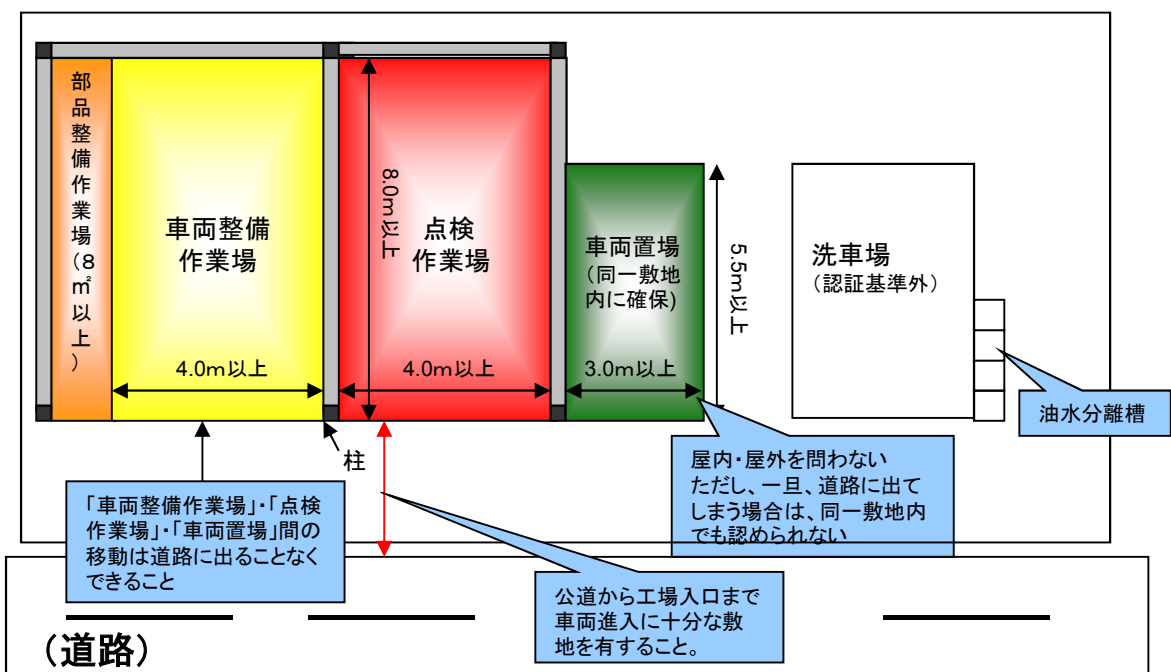 部品整備作業場(8㎡以上)
車両整備
作業場
4.0m以上
8.0m以上
点検
作業場
4.0m以上
車両置場
(同一敷地
内に確保)
3.0m以上
5.5m以上
洗車場
(認証基準外)
油水分離槽
柱
「車両整備作業場」・「点検
作業場」・「車両置場」間の
移動は道路に出ることなく
できること
屋内・屋外を問わない
ただし、一旦、道路に出て
しまう場合は、同一敷地内
でも認められない
公道から工場入口まで
車両進入に十分な敷
地を有すること。
(道路)